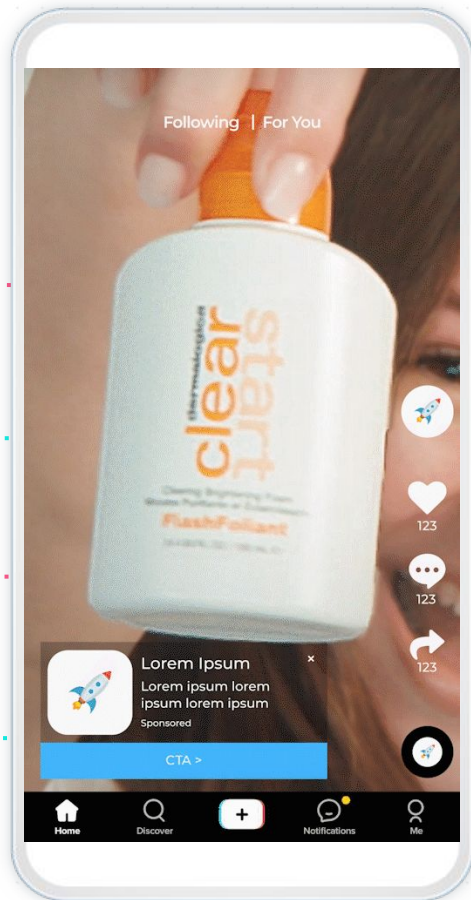 Following | For You
dermalogica
clear
start
FlashFoliant
123
123
123
Lorem Ipsum
×
Lorem ipsum lorem
ipsum lorem ipsum
Sponsored
CTA >
Home
Discover
Notifications
Me